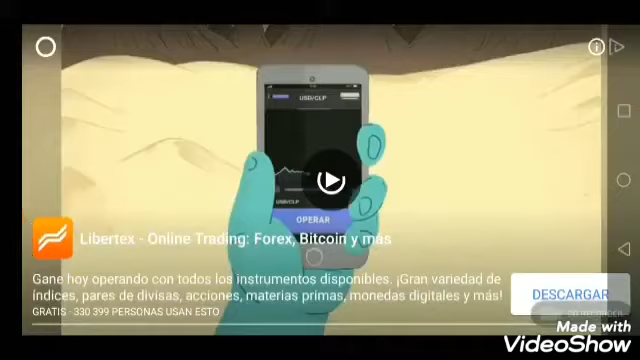 USD/CLP
USD/CLP
OPERAR
Libertex - Online Trading: Forex, Bitcoin y más
Gane hoy operando con todos los instrumentos disponibles. ¡Gran variedad de
índices, pares de divisas, acciones, materias primas, monedas digitales y más!
GRATIS · 330 399 PERSONAS USAN ESTO
DESCARGAR
Made with
VideoShow